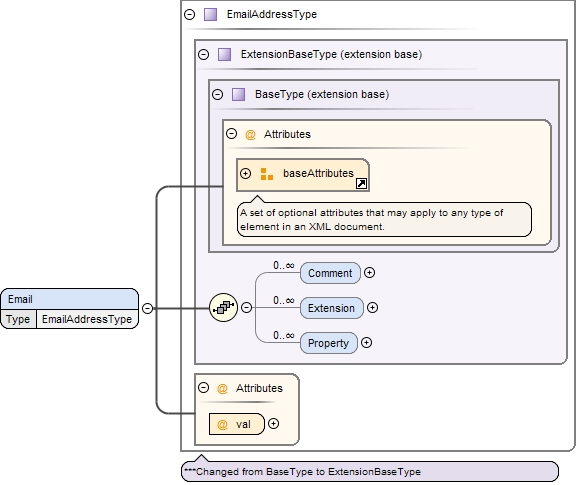 EmailAddressType
ExtensionBaseType (extension base)
BaseType (extension base)
@ Attributes
baseAttributes
A set of optional attributes that may apply to any type of
element in an XML document.
0..∞
Comment
0..∞
Extension
0..∞
Property
Email
Type EmailAddressType
@ Attributes
@ val
***Changed from BaseType to ExtensionBaseType